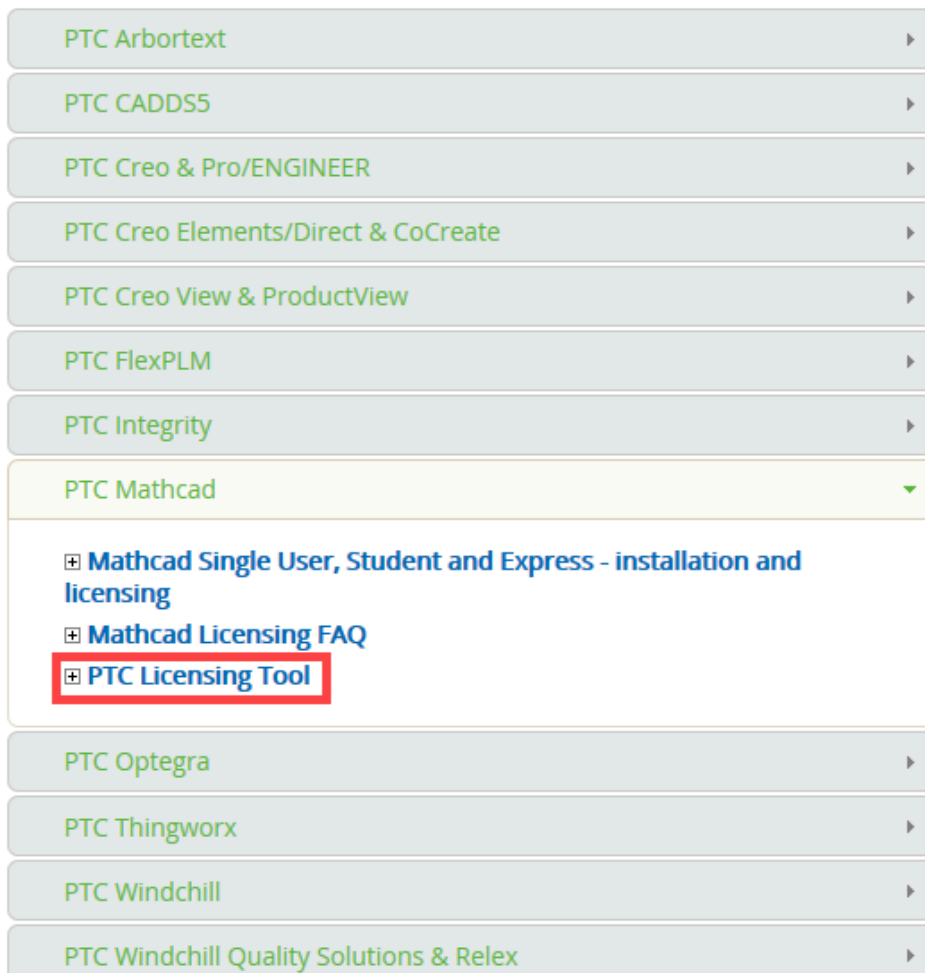 PTC Arbortext
PTC CADDS5
PTC Creo & Pro/ENGINEER
PTC Creo Elements/Direct & CoCreate
PTC Creo View & ProductView
PTC FlexPLM
PTC Integrity
PTC Mathcad
Mathcad Single User, Student and Express - installation and
licensing
Mathcad Licensing FAQ
PTC Licensing Tool
PTC Optegra
PTC Thingworx
PTC Windchill
PTC Windchill Quality Solutions & Relex